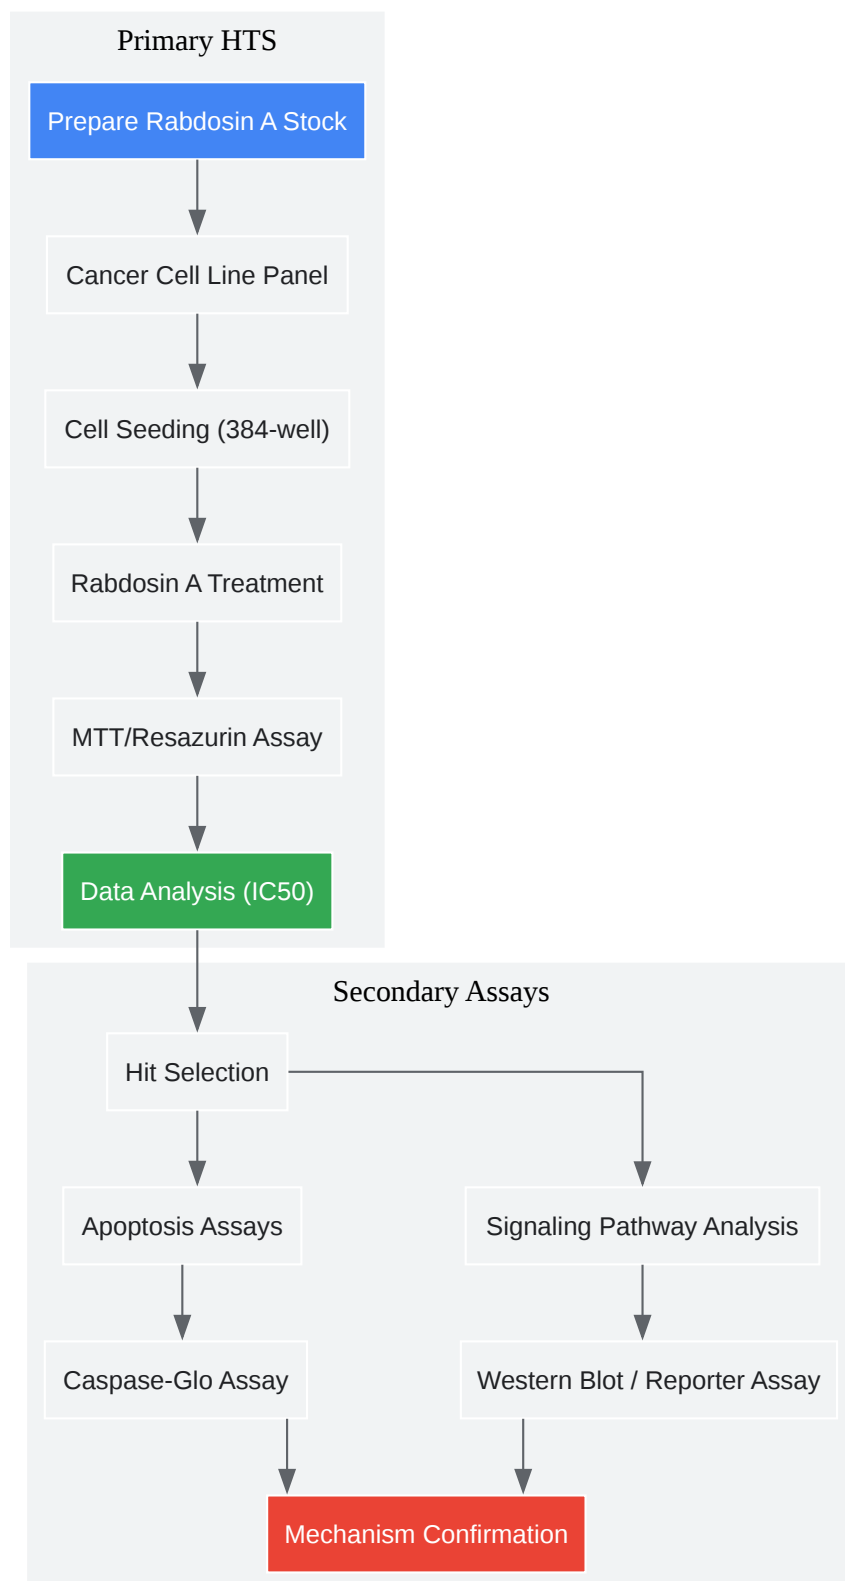 Primary HTS
Prepare Rabdosin A Stock
Cancer Cell Line Panel
Cell Seeding (384-well)
Rabdosin A Treatment
MTT/Resazurin Assay
Data Analysis (IC50)
Secondary Assays
Hit Selection
Apoptosis Assays
Signaling Pathway Analysis
Caspase-Glo Assay
Western Blot / Reporter Assay
Mechanism Confirmation